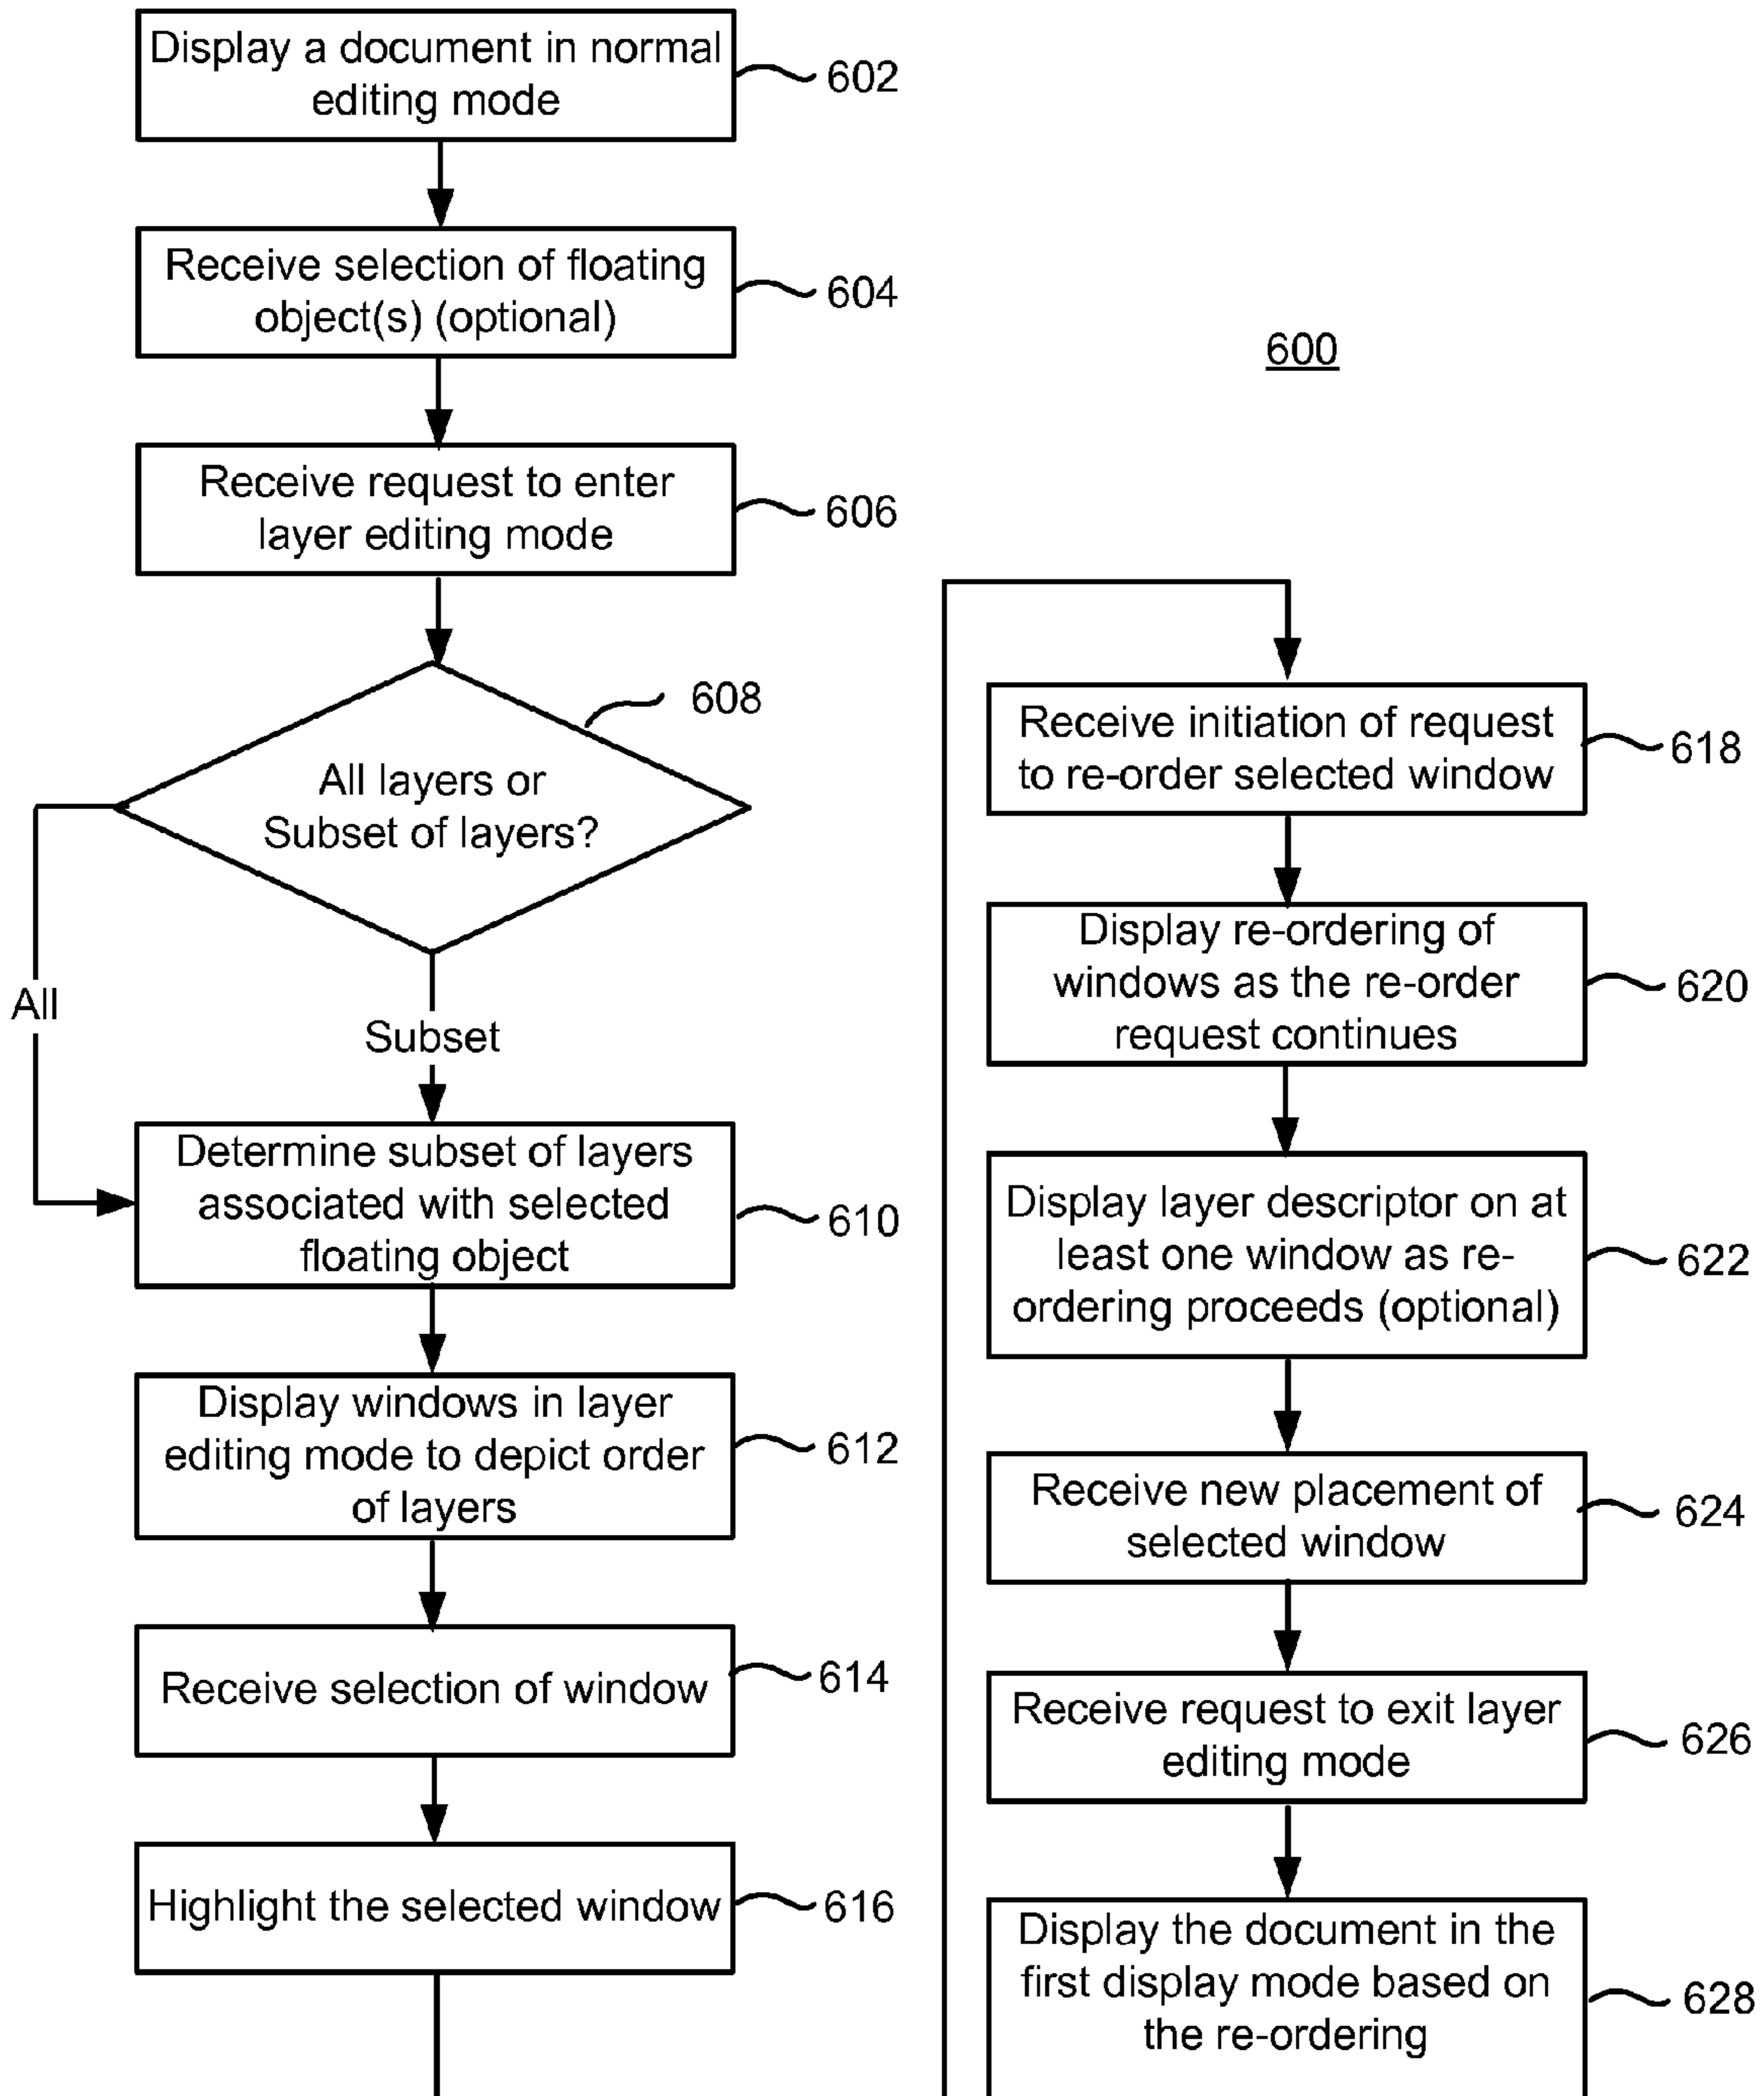 Display a document in normal
editing mode
602
Receive selection of floating
object(s) (optional)
604
Receive request to enter
layer editing mode
606
All layers or
Subset of layers?
608
All
Subset
Determine subset of layers
associated with selected
floating object
610
Display windows in layer
editing mode to depict order
of layers
612
Receive selection of window
614
Highlight the selected window
616
600
Receive initiation of request
to re-order selected window
618
Display re-ordering of
windows as the re-order
request continues
620
Display layer descriptor on at
least one window as re-
ordering proceeds (optional)
622
Receive new placement of
selected window
624
Receive request to exit layer
editing mode
626
Display the document in the
first display mode based on
the re-ordering
628